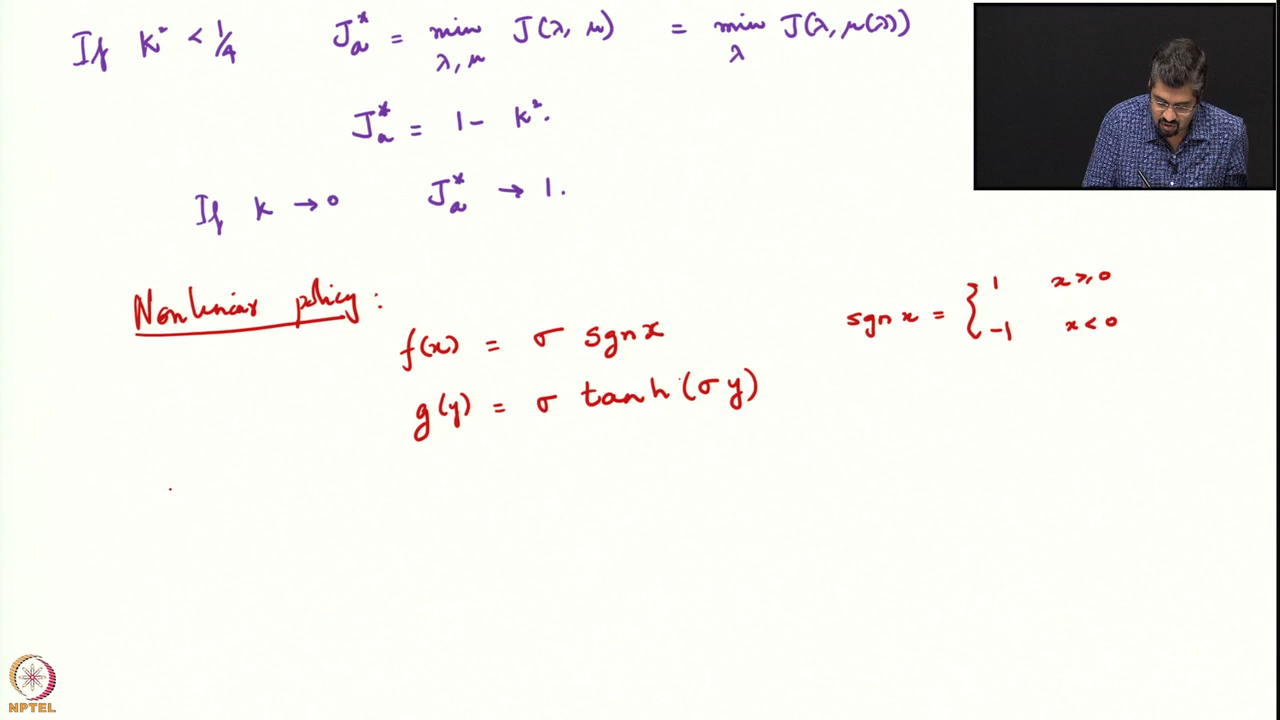 If k² < 1/4 J*ₐ = min J(λ, μ) = min J(λ, μ(λ))
λ, μ λ
J*ₐ = 1 - k².
If k → 0 J*ₐ → 1.
Nonlinear policy:
sgn x = { 1 x ≥ 0
-1 x < 0
f(x) = σ sgn x
g(y) = σ tanh(σ y)
NPTEL